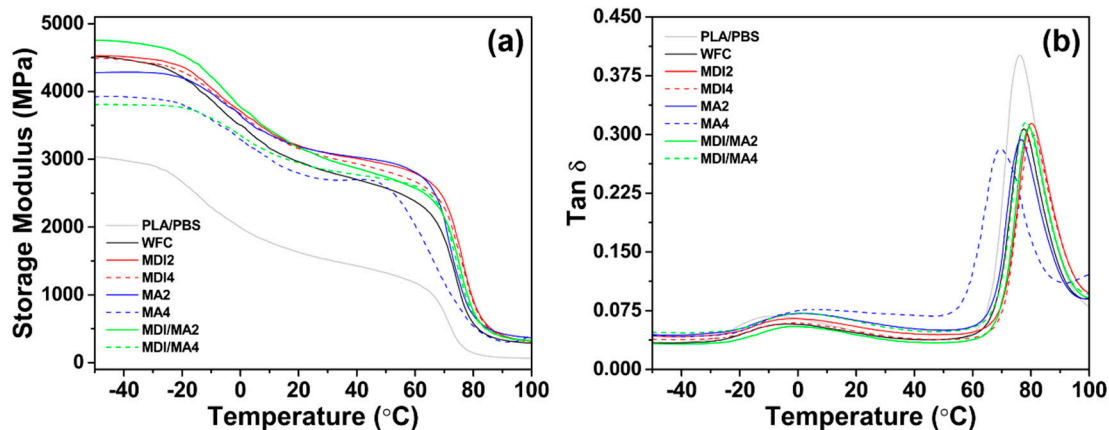 (a)
Storage Modulus (MPa)
5000
4000
3000
2000
1000
0
PLA/PBS
WFC
MDI2
MDI4
MA2
MA4
MDI/MA2
MDI/MA4
-40 -20 0 20 40 60 80 100
Temperature (°C)
(b)
Tan δ
0.450
0.375
0.300
0.225
0.150
0.075
0.000
PLA/PBS
WFC
MDI2
MDI4
MA2
MA4
MDI/MA2
MDI/MA4
-40 -20 0 20 40 60 80 100
Temperature (°C)